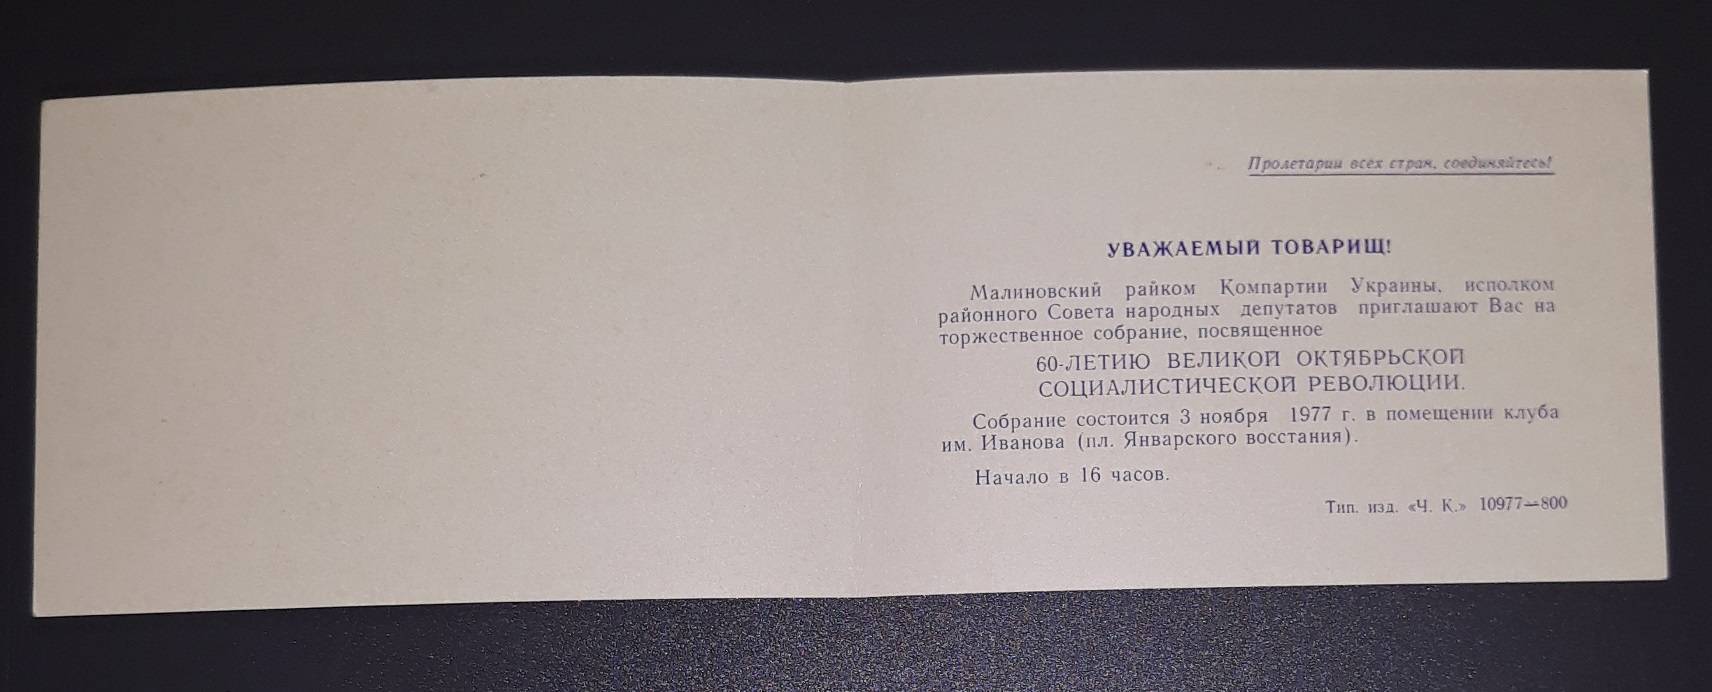 Пролетарии всех стран, соединяйтесь!
УВАЖАЕМЫЙ ТОВАРИЩ!
Малиновский райком Компартии Украины, исполком
районного Совета народных депутатов приглашают Вас на
торжественное собрание, посвященное
60-ЛЕТИЮ ВЕЛИКОЙ ОКТЯБРЬСКОЙ
СОЦИАЛИСТИЧЕСКОЙ РЕВОЛЮЦИИ.
Собрание состоится 3 ноября 1977 г. в помещении клуба
им. Иванова (пл. Январского восстания).
Начало в 16 часов.
Тип. изд. «Ч. К.» 10977—800